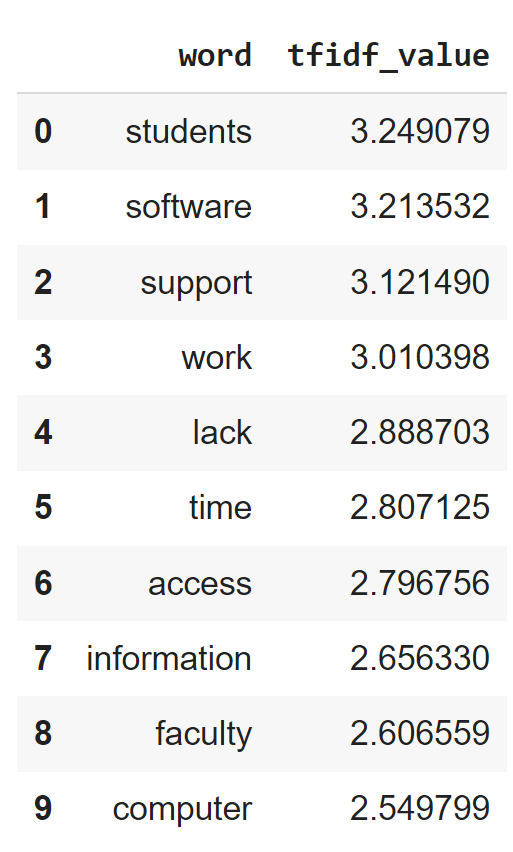 word tfidf_value
0 students 3.249079
1 software 3.213532
2 support 3.121490
3 work 3.010398
4 lack 2.888703
5 time 2.807125
6 access 2.796756
7 information 2.656330
8 faculty 2.606559
9 computer 2.549799